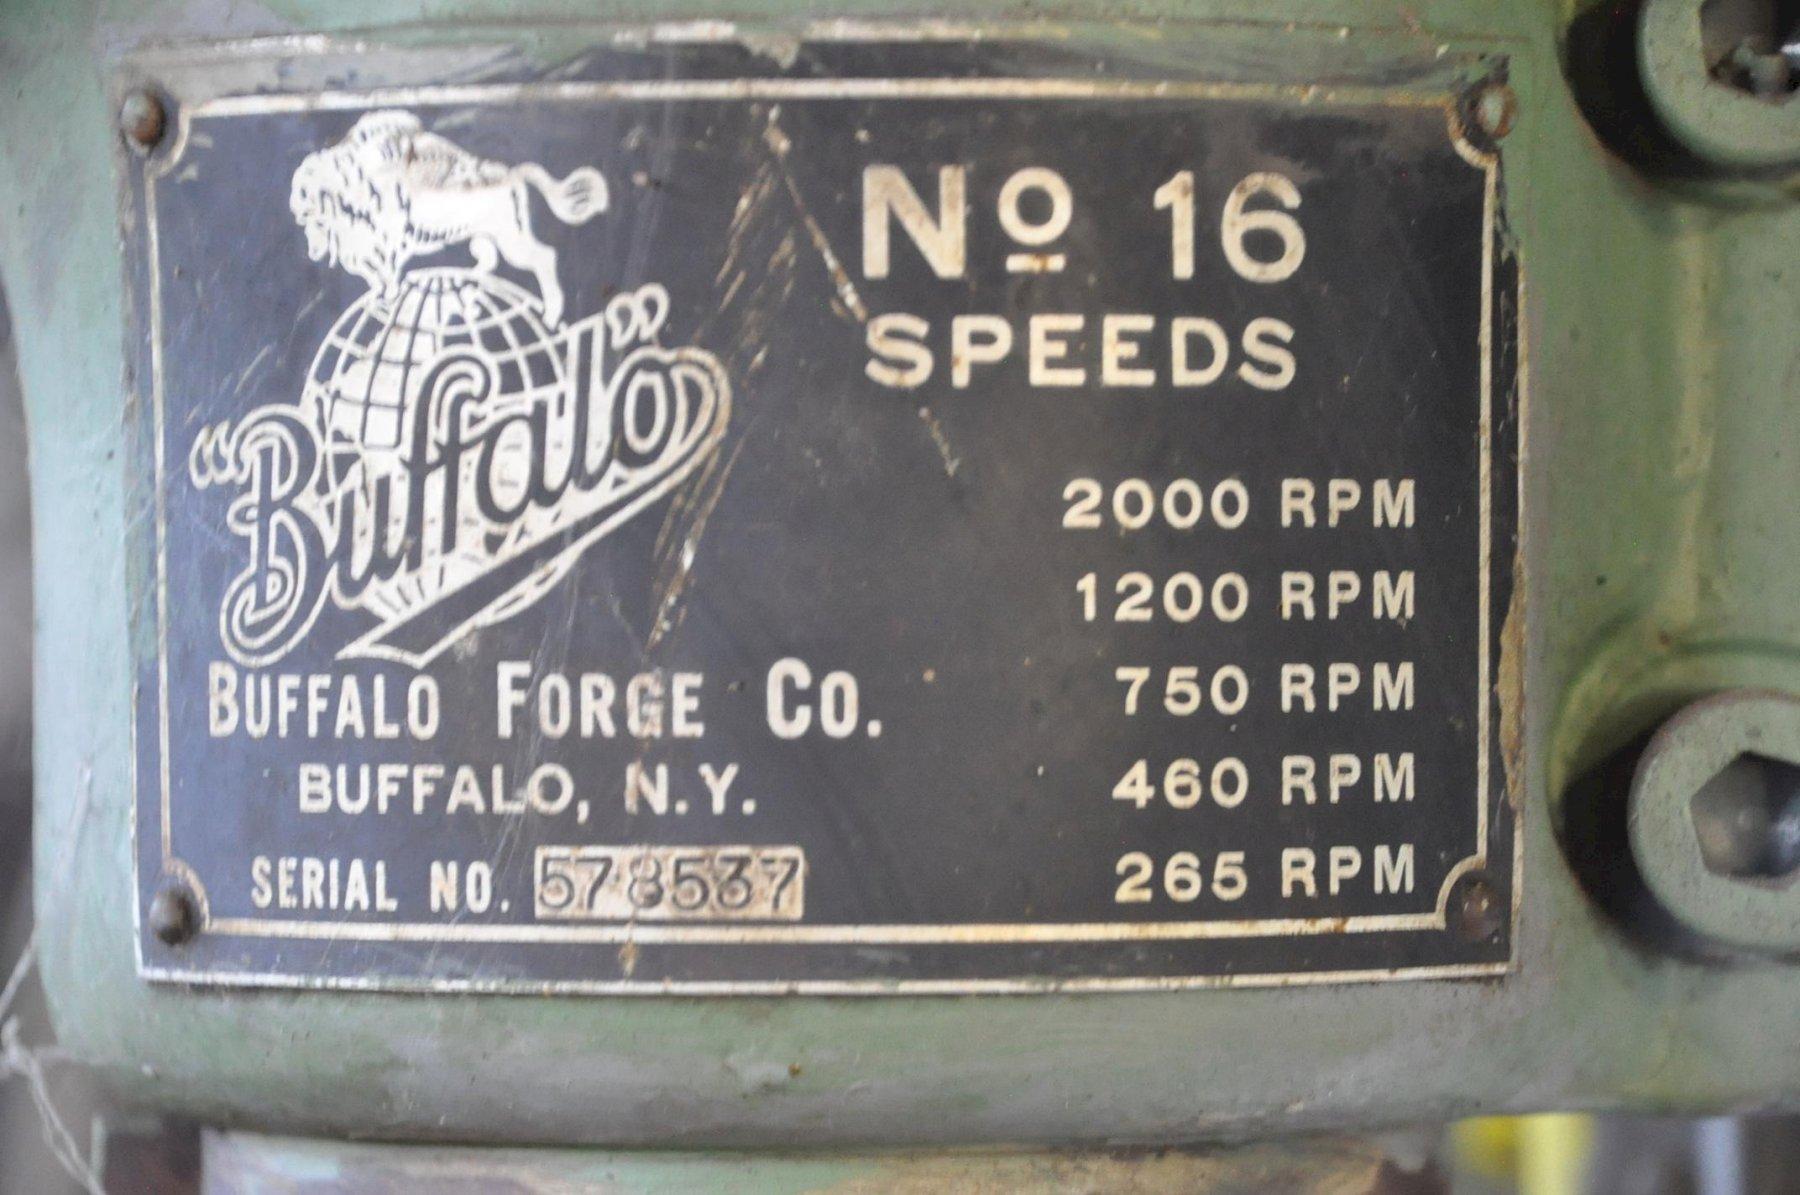 "Buffalo"
BUFFALO FORGE CO.
BUFFALO, N.Y.
SERIAL NO. 578537
Nº 16
SPEEDS
2000 RPM
1200 RPM
750 RPM
460 RPM
265 RPM